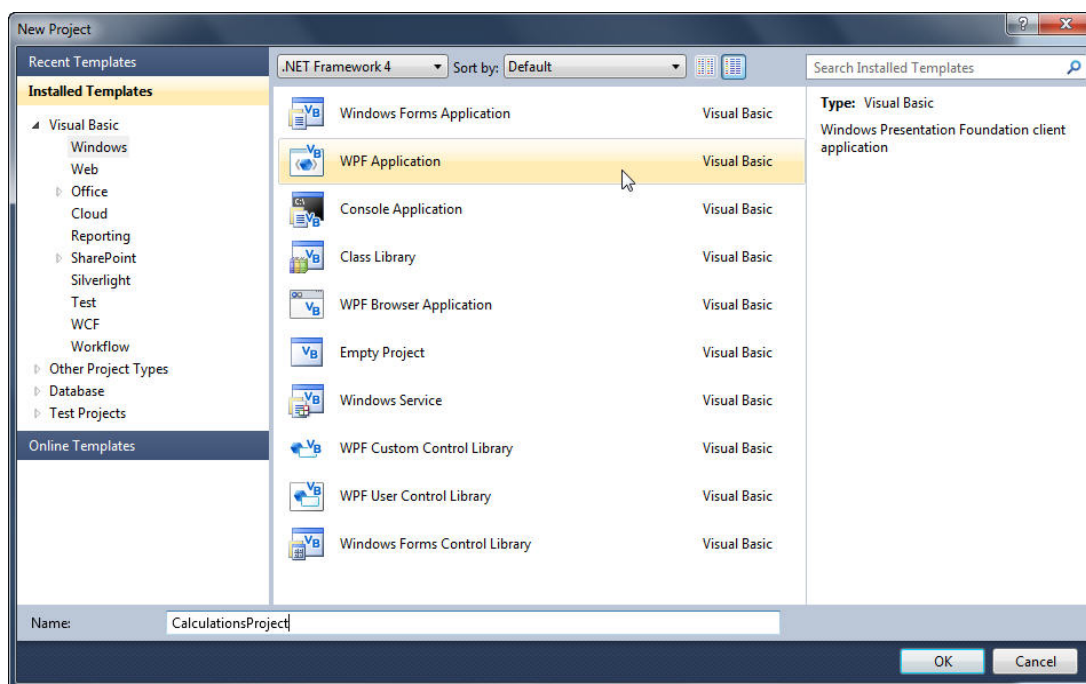 New Project
Recent Templates
Installed Templates
Visual Basic
Windows
Web
Office
Cloud
Reporting
SharePoint
Silverlight
Test
WCF
Workflow
Other Project Types
Database
Test Projects
Online Templates
.NET Framework 4 Sort by: Default
Windows Forms Application Visual Basic
WPF Application Visual Basic
Console Application Visual Basic
Class Library Visual Basic
WPF Browser Application Visual Basic
Empty Project Visual Basic
Windows Service Visual Basic
WPF Custom Control Library Visual Basic
WPF User Control Library Visual Basic
Windows Forms Control Library Visual Basic
Search Installed Templates
Type: Visual Basic
Windows Presentation Foundation client
application
Name: CalculationsProject
OK Cancel